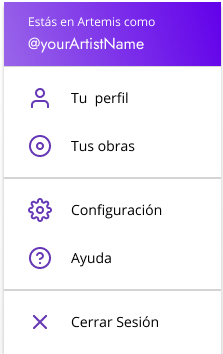 Estás en Artemis como
@yourArtistName
Tu perfil
Tus obras
Configuración
Ayuda
Cerrar Sesión